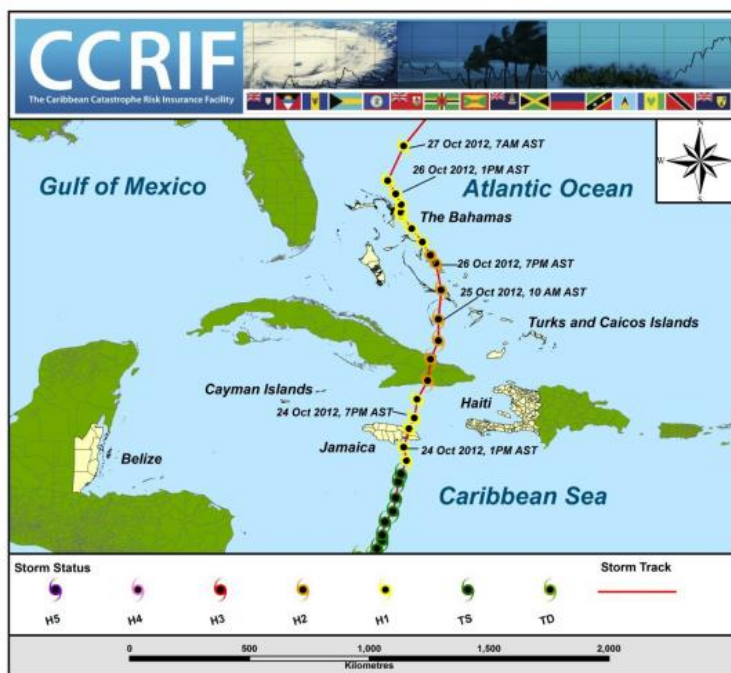 CCRIF
The Caribbean Catastrophe Risk Insurance Facility
N
W E
S
27 Oct 2012, 7AM AST
26 Oct 2012, 1PM AST
Gulf of Mexico
Atlantic Ocean
The Bahamas
26 Oct 2012, 7PM AST
25 Oct 2012, 10 AM AST
Turks and Caicos Islands
Cayman Islands
Haiti
24 Oct 2012, 7PM AST
Jamaica
24 Oct 2012, 1PM AST
Belize
Caribbean Sea
Storm Status
Storm Track
H5
H4
H3
H2
H1
TS
TD
0 500 1,000 1,500 2,000
Kilometres